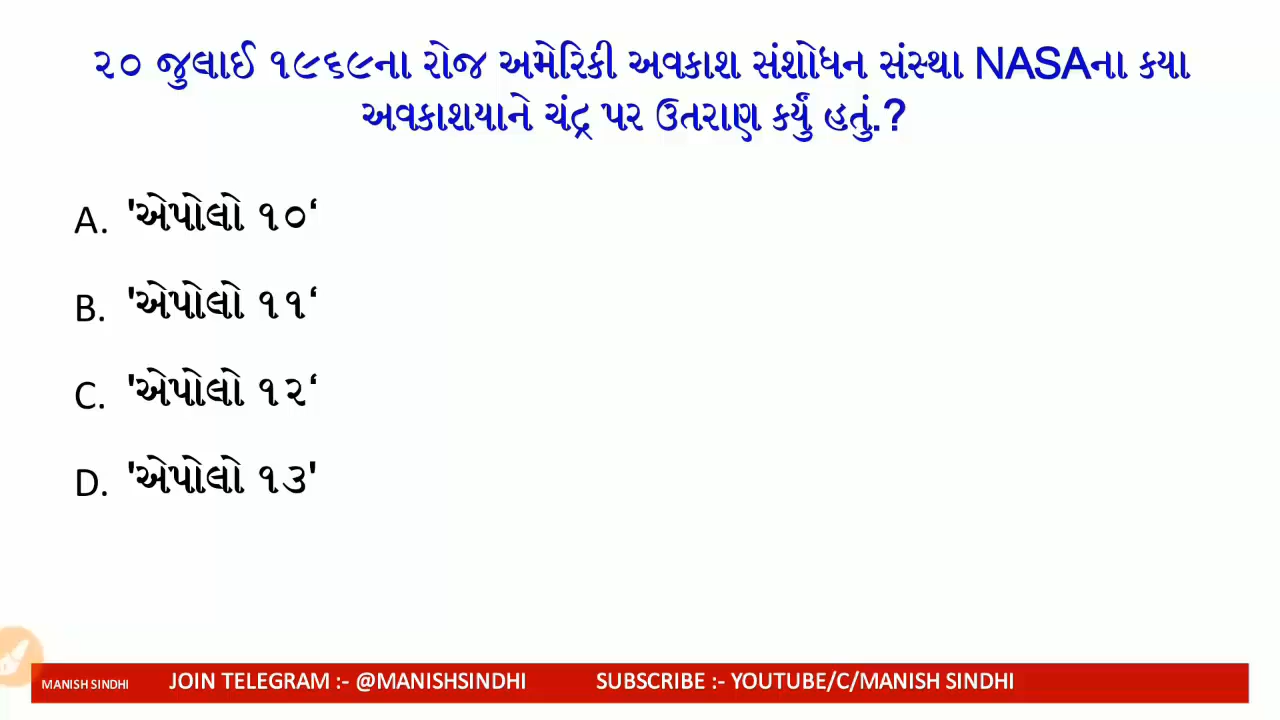 ૨૦ જુલાઈ ૧૯૬૯ના રોજ અમેરિકી અવકાશ સંશોધન સંસ્થા NASAના કયા
અવકાશયાને ચંદ્ર પર ઉતરાણ કર્યું હતું.?
A. 'એપોલો ૧૦‘
B. 'એપોલો ૧૧‘
C. 'એપોલો ૧૨‘
D. 'એપોલો ૧૩'
MANISH SINDHI JOIN TELEGRAM :- @MANISHSINDHI SUBSCRIBE :- YOUTUBE/C/MANISH SINDHI